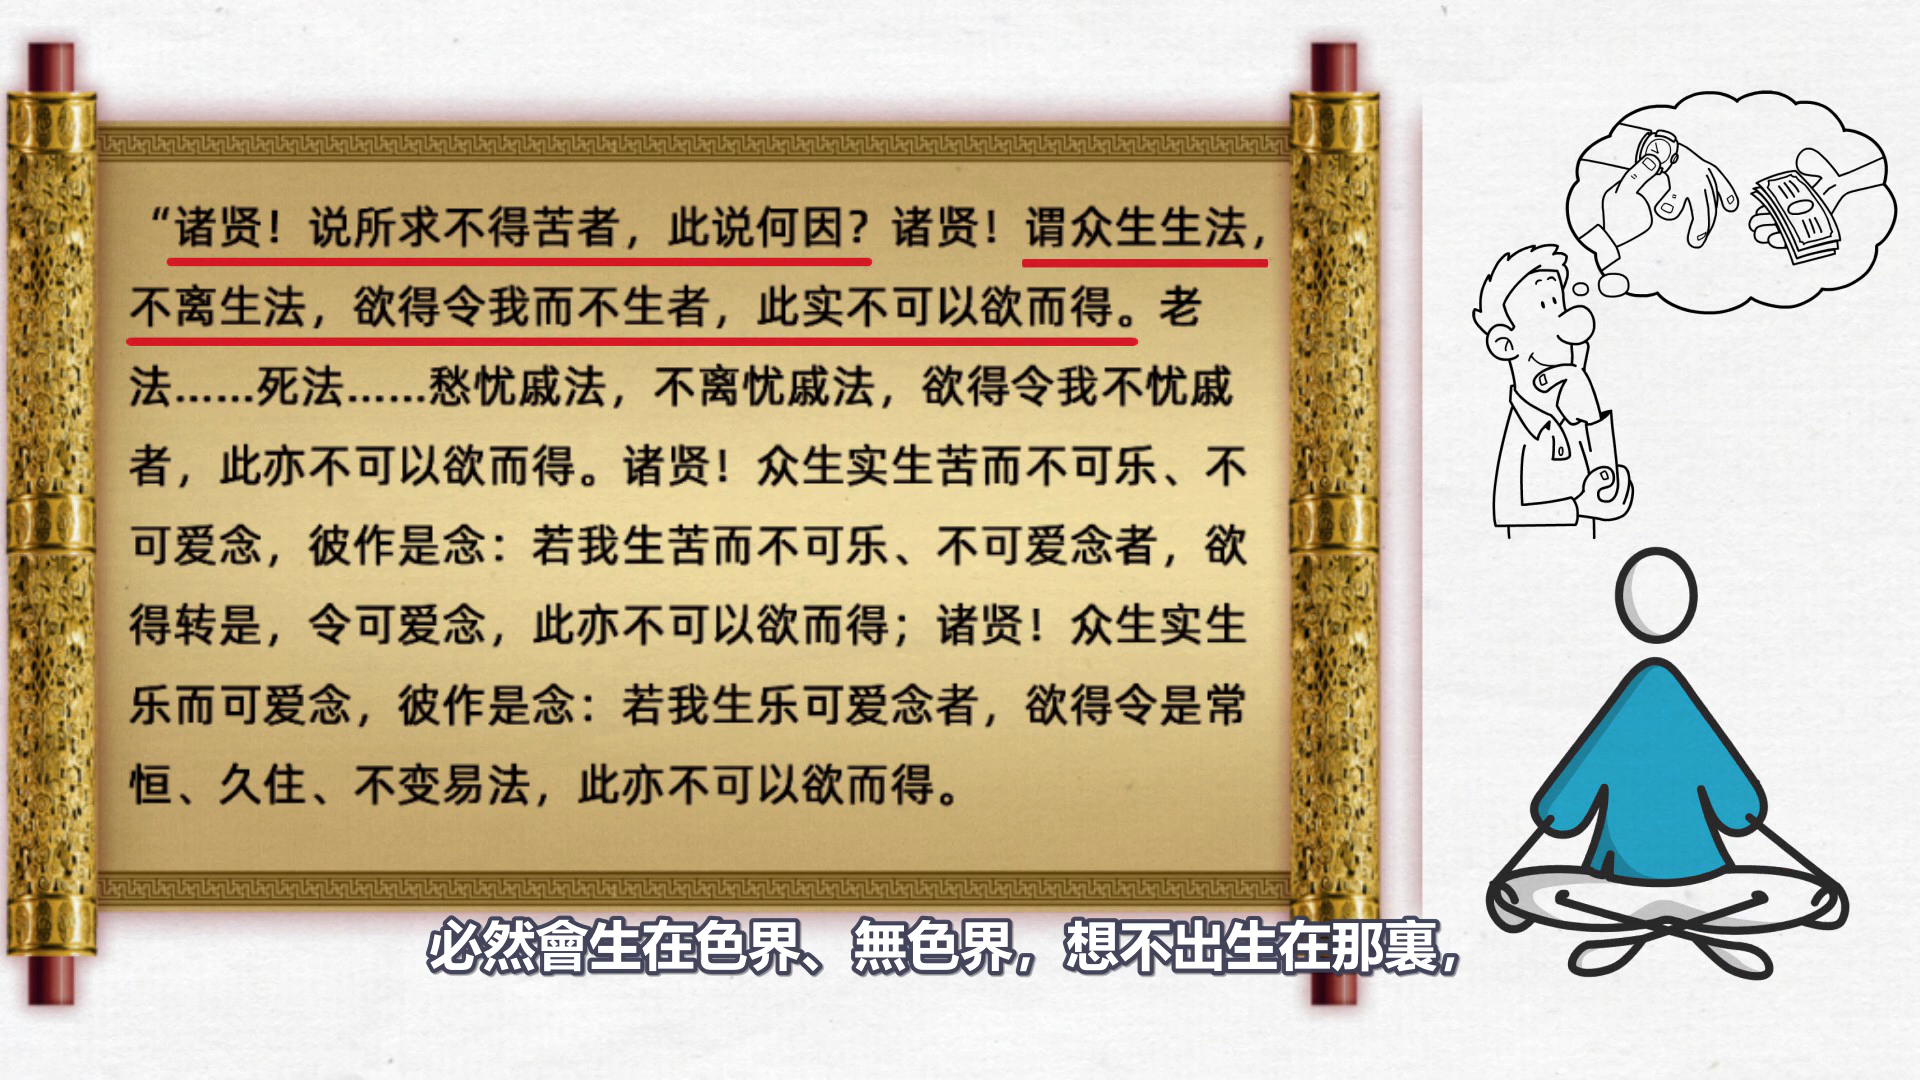 “诸贤！说所求不得苦者，此说何因？诸贤！谓众生生法，
不离生法，欲得令我而不生者，此实不可以欲而得。老
法……死法……愁忧戚法，不离忧戚法，欲得令我不忧戚
者，此亦不可以欲而得。诸贤！众生实生苦而不可乐、不
可爱念，彼作是念：若我生苦而不可乐、不可爱念者，欲
得转是，令可爱念，此亦不可以欲而得；诸贤！众生实生
乐而可爱念，彼作是念：若我生乐可爱念者，欲得令是常
恒、久住、不变易法，此亦不可以欲而得。
必然會生在色界、無色界，想不出生在那裏，